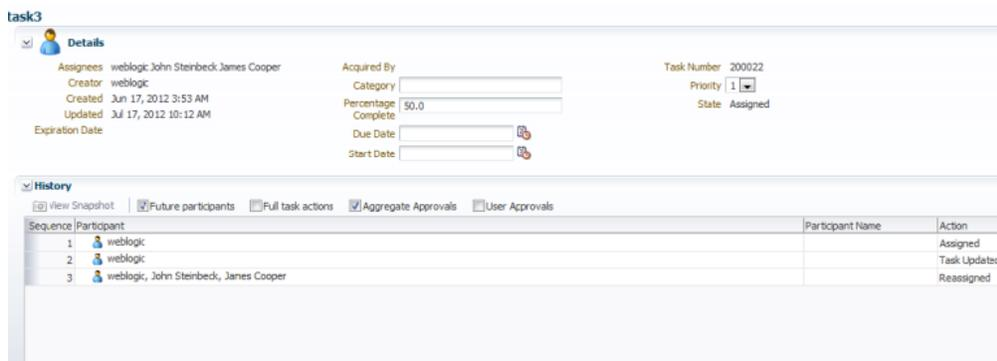 task3
Details
Assignees weblogic John Steinbeck James Cooper
Creator weblogic
Created Jun 17, 2012 3:53 AM
Updated Jul 17, 2012 10:12 AM
Expiration Date
Acquired By
Category
Percentage Complete 50.0
Due Date
Start Date
Task Number 200022
Priority 1
State Assigned
History
View Snapshot Future participants Full task actions Aggregate Approvals User Approvals
Sequence Participant Participant Name Action
1 weblogic Assigned
2 weblogic Task Updated
3 weblogic, John Steinbeck, James Cooper Reassigned